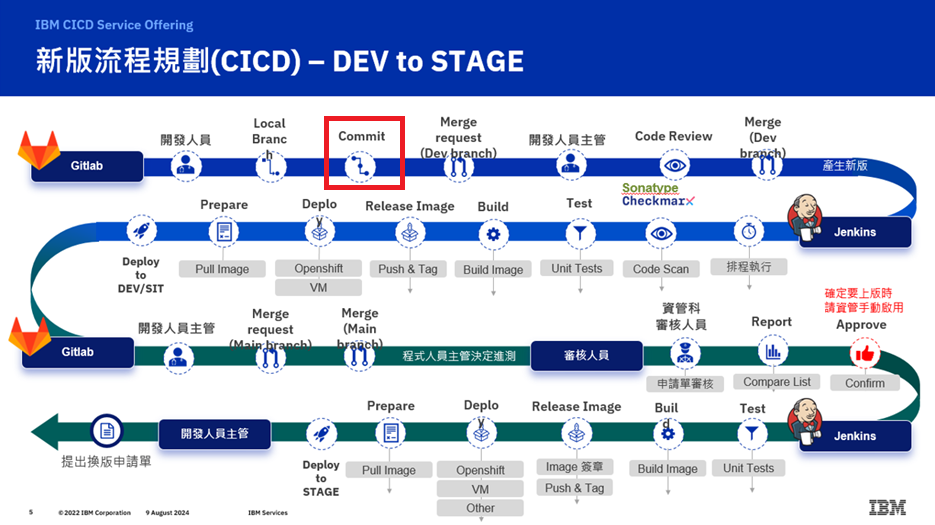 IBM CICD Service Offering
新版流程規劃(CICD) – DEV to STAGE
Gitlab
開發人員
Local
Branc
h
Commit
Merge
request
(Dev branch)
開發人員主管
Code Review
Merge
(Dev
branch)
產生新版
Sonatype
Checkmarx
Deploy
to
DEV/SIT
Prepare
Pull Image
Deplo
y
Openshift
VM
Release Image
Push & Tag
Build
Build Image
Test
Unit Tests
Code Scan
排程執行
Jenkins
Gitlab
開發人員主管
Merge
request
(Main branch)
Merge
(Main
branch)
程式人員主管決定進測
審核人員
資管科
審核人員
申請單審核
Report
Compare List
確定要上版時
請資管手動啟用
Approve
Confirm
提出換版申請單
開發人員主管
Deploy
to
STAGE
Prepare
Pull Image
Deplo
y
Openshift
VM
Other
Release Image
Image 簽章
Push & Tag
Buil
d
Build Image
Test
Unit Tests
Jenkins
5
© 2022 IBM Corporation
9 August 2024
IBM Services
IBM